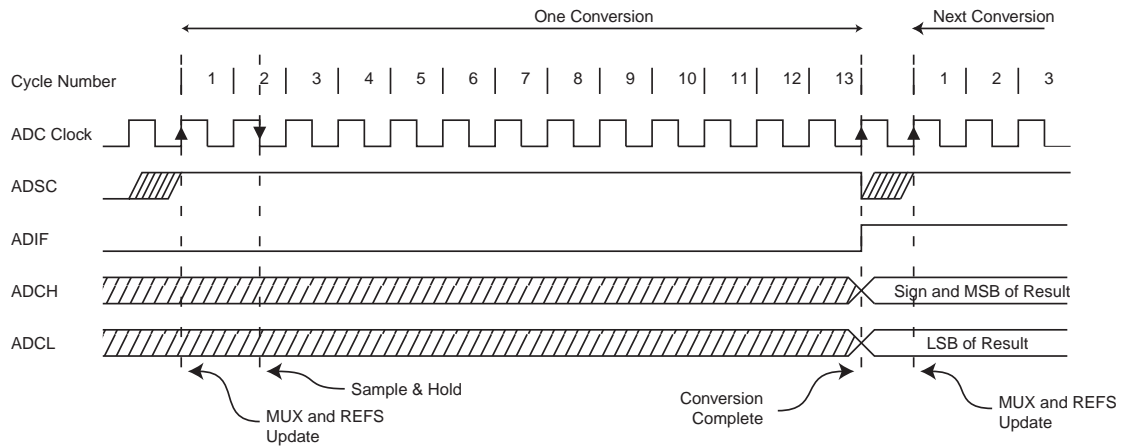 One Conversion
Next Conversion
Cycle Number 1 2 3 4 5 6 7 8 9 10 11 12 13 1 2 3
ADC Clock
ADSC
ADIF
ADCH
Sign and MSB of Result
ADCL
LSB of Result
MUX and REFS
Update
Sample & Hold
Conversion
Complete
MUX and REFS
Update